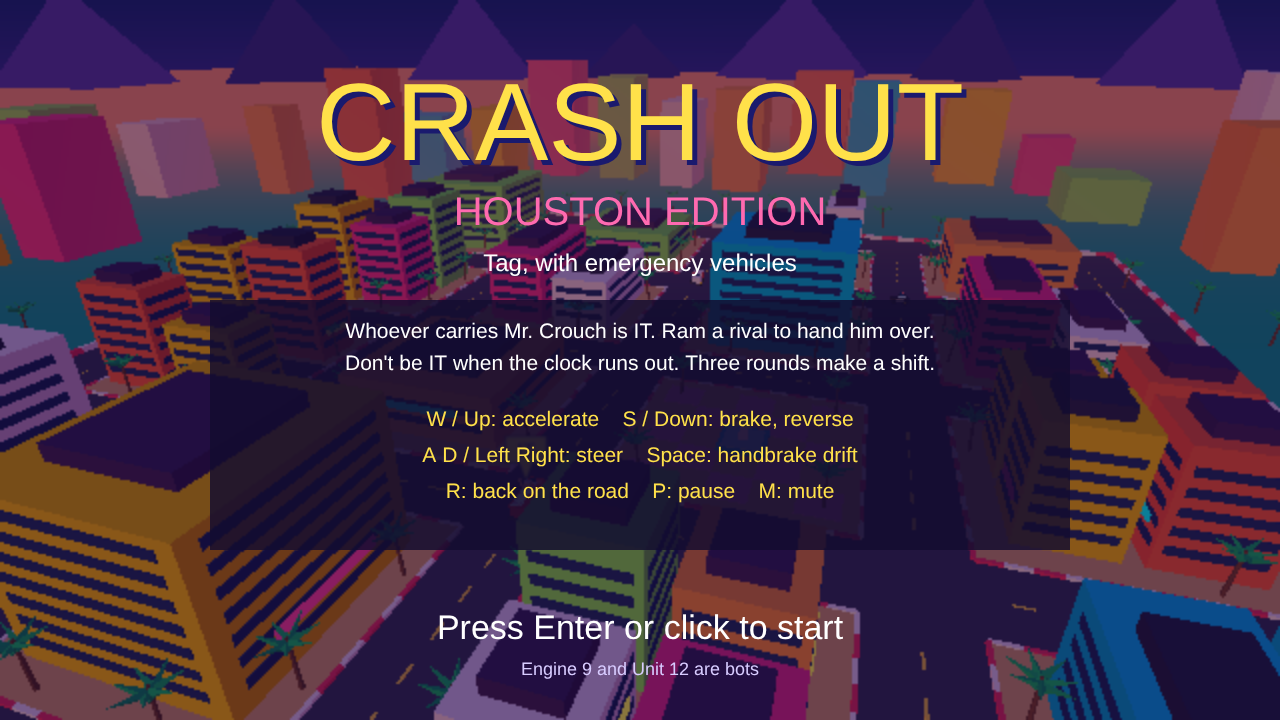 CRASH OUT
HOUSTON EDITION
Tag, with emergency vehicles
Whoever carries Mr. Crouch is IT. Ram a rival to hand him over.
Don't be IT when the clock runs out. Three rounds make a shift.
W / Up: accelerate    S / Down: brake, reverse
A D / Left Right: steer    Space: handbrake drift
R: back on the road    P: pause    M: mute
Press Enter or click to start
Engine 9 and Unit 12 are bots